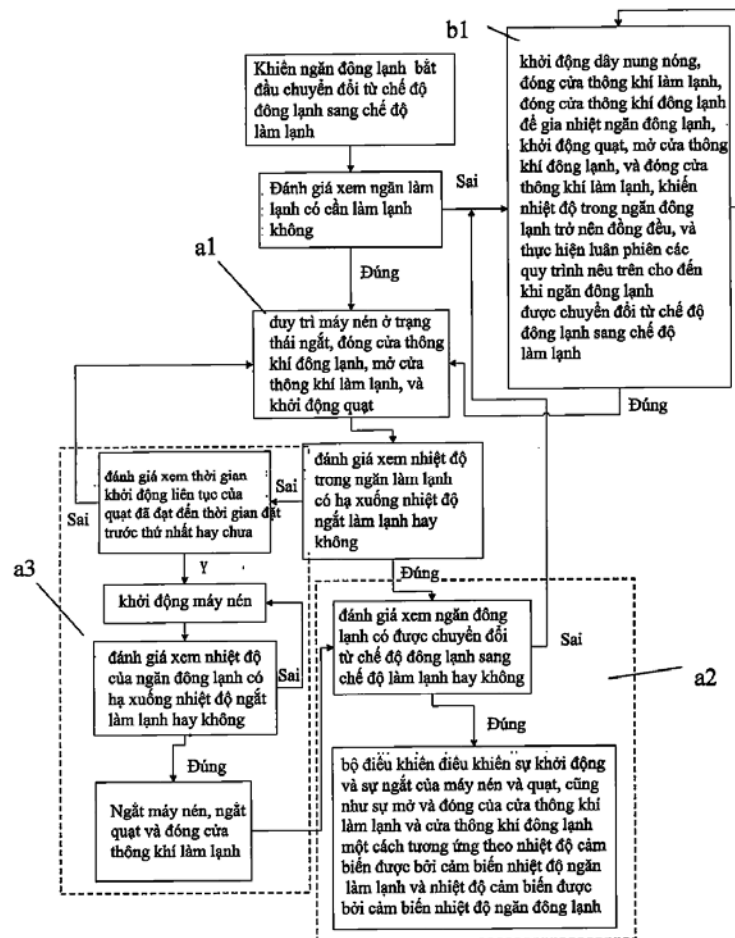 b1
Khiến ngăn đông lạnh bắt
đầu chuyển đổi từ chế độ
đông lạnh sang chế độ
làm lạnh
khởi động dây nung nóng,
đóng cửa thông khí làm lạnh,
đóng cửa thông khí đông lạnh
để gia nhiệt ngăn đông lạnh,
khởi động quạt, mở cửa thông
khí đông lạnh, và đóng cửa
thông khí làm lạnh, khiến
nhiệt độ trong ngăn đông
lạnh trở nên đồng đều, và
thực hiện luân phiên các
quy trình nêu trên cho đến
khi ngăn đông lạnh
được chuyển đổi từ chế độ
đông lạnh sang chế độ
làm lạnh
Đánh giá xem ngăn làm
lạnh có cần làm lạnh
không
Sai
Đúng
a1
duy trì máy nén ở trạng
thái ngắt, đóng cửa thông
khí đông lạnh, mở cửa
thông khí làm lạnh, và
khởi động quạt
Đúng
đánh giá xem nhiệt độ
trong ngăn làm lạnh
có hạ xuống nhiệt độ
ngắt làm lạnh hay
không
Sai
đánh giá xem thời gian
khởi động liên tục của
quạt đã đạt đến thời gian đặt
trước thứ nhất hay chưa
Sai
Y
Đúng
a3
khởi động máy nén
đánh giá xem nhiệt độ
của ngăn đông lạnh có
hạ xuống nhiệt độ ngắt
làm lạnh hay không
Sai
Đúng
Ngắt máy nén, ngắt
quạt và đóng cửa
thông khí làm lạnh
đánh giá xem ngăn đông
lạnh có được chuyển đổi
từ chế độ đông lạnh sang
chế độ làm lạnh hay không
Sai
a2
Đúng
bộ điều khiển điều khiển sự khởi động
và sự ngắt của máy nén và quạt, cũng
như sự mở và đóng của cửa thông khí
làm lạnh và cửa thông khí đông lạnh
một cách tương ứng theo nhiệt độ cảm
biến được bởi cảm biến nhiệt độ ngăn
làm lạnh và nhiệt độ cảm biến được
bởi cảm biến nhiệt độ ngăn đông lạnh